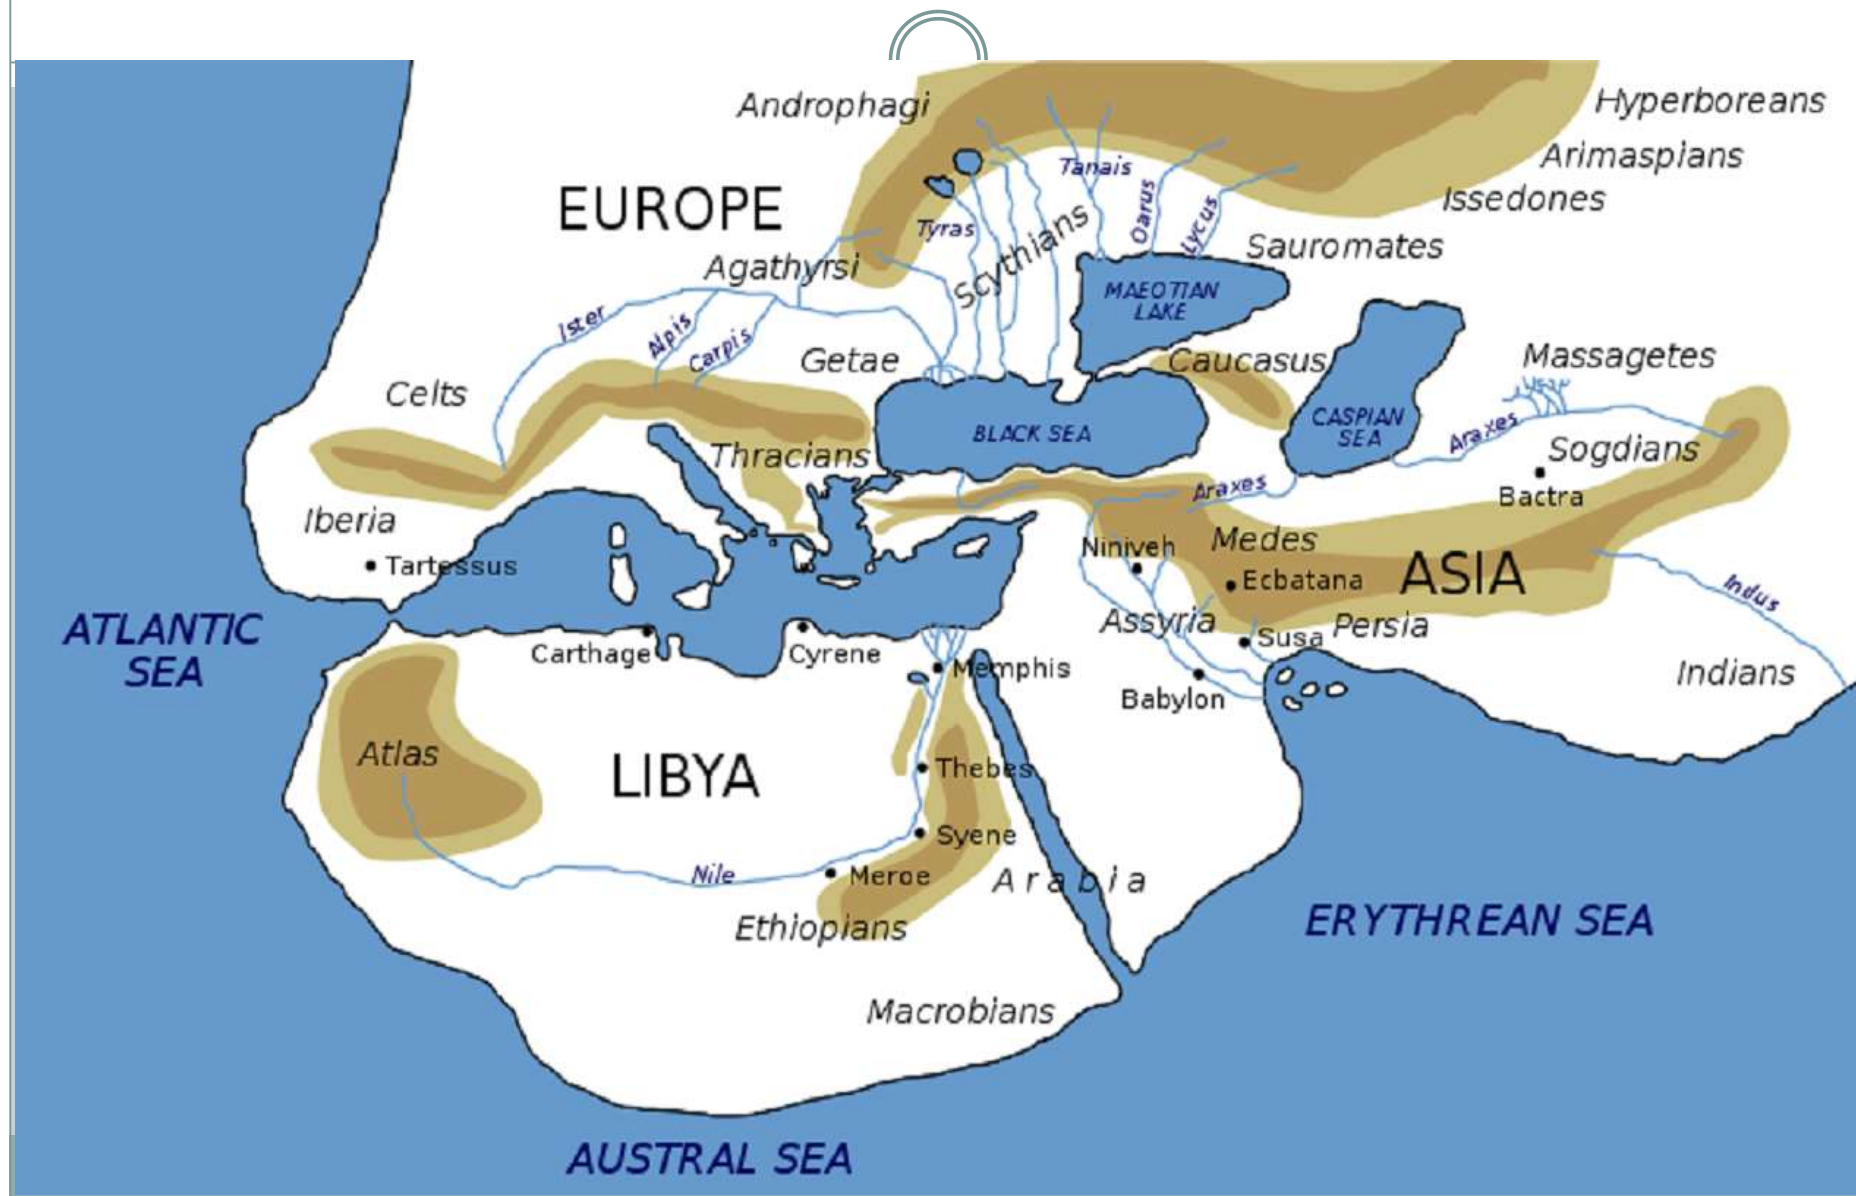 Androphagi
Hyperboreans
Arimaspians
Issedones
Tanais
EUROPE
Oarus
Lycus
Tyras
Scythians
Sauromates
Agathyrsi
MAEOTIAN
LAKE
Ister
Alpis
Carpis
Getae
Caucasus
Massagetes
Celts
CASPIAN
SEA
Araxes
BLACK SEA
Thracians
Sogdians
Araxes
Bactra
Iberia
Niniveh
Medes
Tartessus
Ecbatana
ASIA
Indus
ATLANTIC
SEA
Assyria
Susa
Persia
Carthage
Cyrene
Memphis
Indians
Babylon
Atlas
LIBYA
Thebes
Syene
Nile
Meroe
Arabia
Ethiopians
ERYTHREAN SEA
Macrobians
AUSTRAL SEA